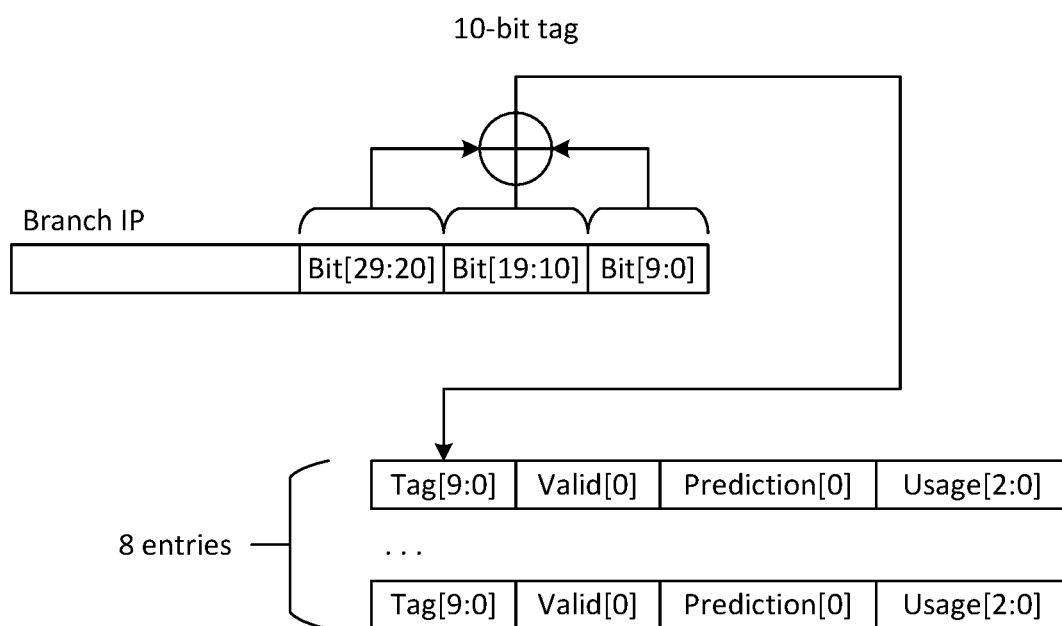 10-bit tag
Branch IP
Bit[29:20] Bit[19:10] Bit[9:0]
Tag[9:0] Valid[0] Prediction[0] Usage[2:0]
8 entries . . .
Tag[9:0] Valid[0] Prediction[0] Usage[2:0]